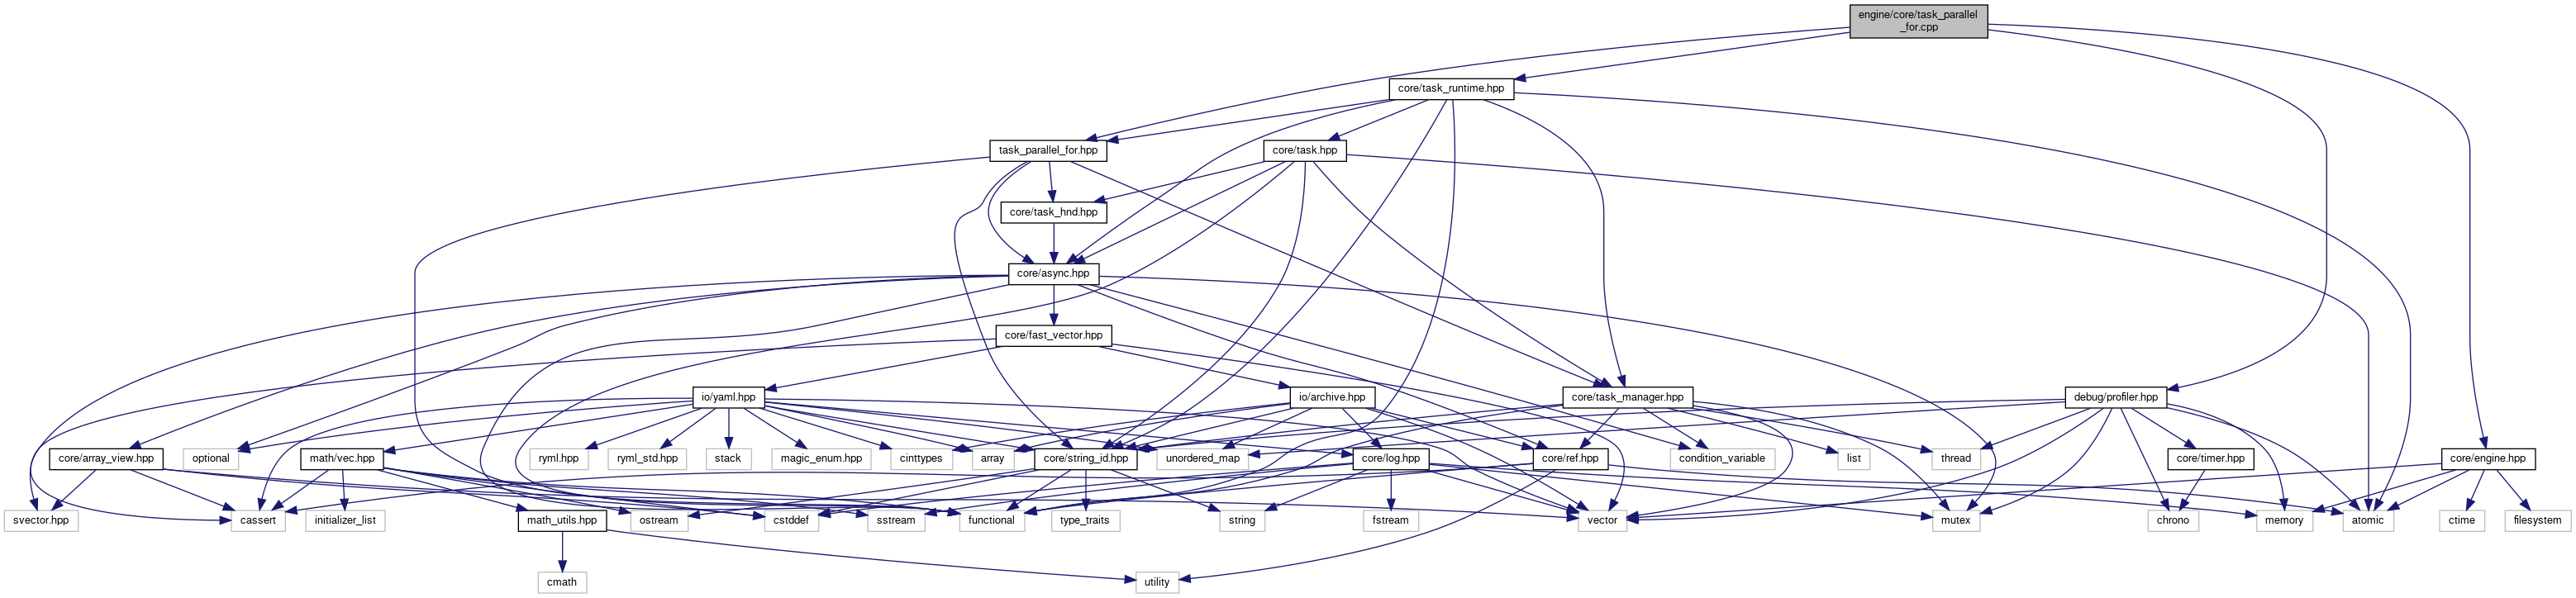 engine/core/task_parallel
_for.cpp
core/task_runtime.hpp
task_parallel_for.hpp
core/task.hpp
core/task_hnd.hpp
core/async.hpp
core/fast_vector.hpp
io/yaml.hpp
io/archive.hpp
core/task_manager.hpp
debug/profiler.hpp
core/array_view.hpp
optional
math/vec.hpp
ryml.hpp
ryml_std.hpp
stack
magic_enum.hpp
cinttypes
array
core/string_id.hpp
unordered_map
core/log.hpp
core/ref.hpp
condition_variable
list
thread
core/timer.hpp
core/engine.hpp
svector.hpp
cassert
initializer_list
math_utils.hpp
ostream
cstddef
sstream
functional
type_traits
string
fstream
vector
mutex
chrono
memory
atomic
ctime
filesystem
cmath
utility